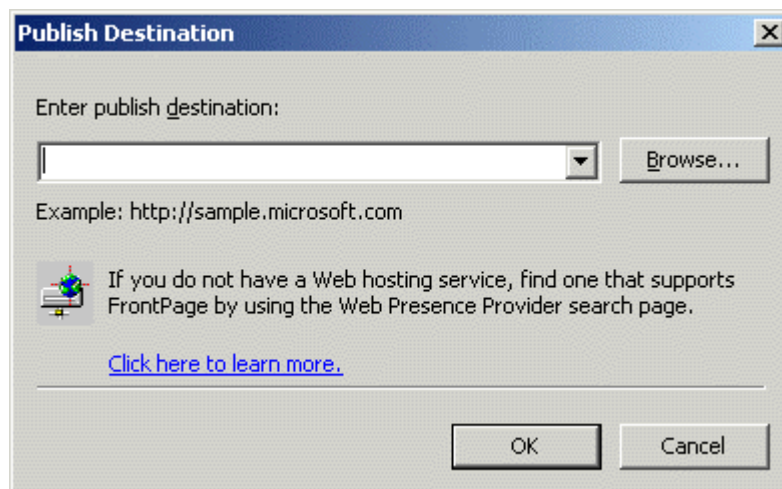 Publish Destination
Enter publish destination:
Browse...
Example: http://sample.microsoft.com
If you do not have a Web hosting service, find one that supports
FrontPage by using the Web Presence Provider search page.
Click here to learn more.
OK
Cancel